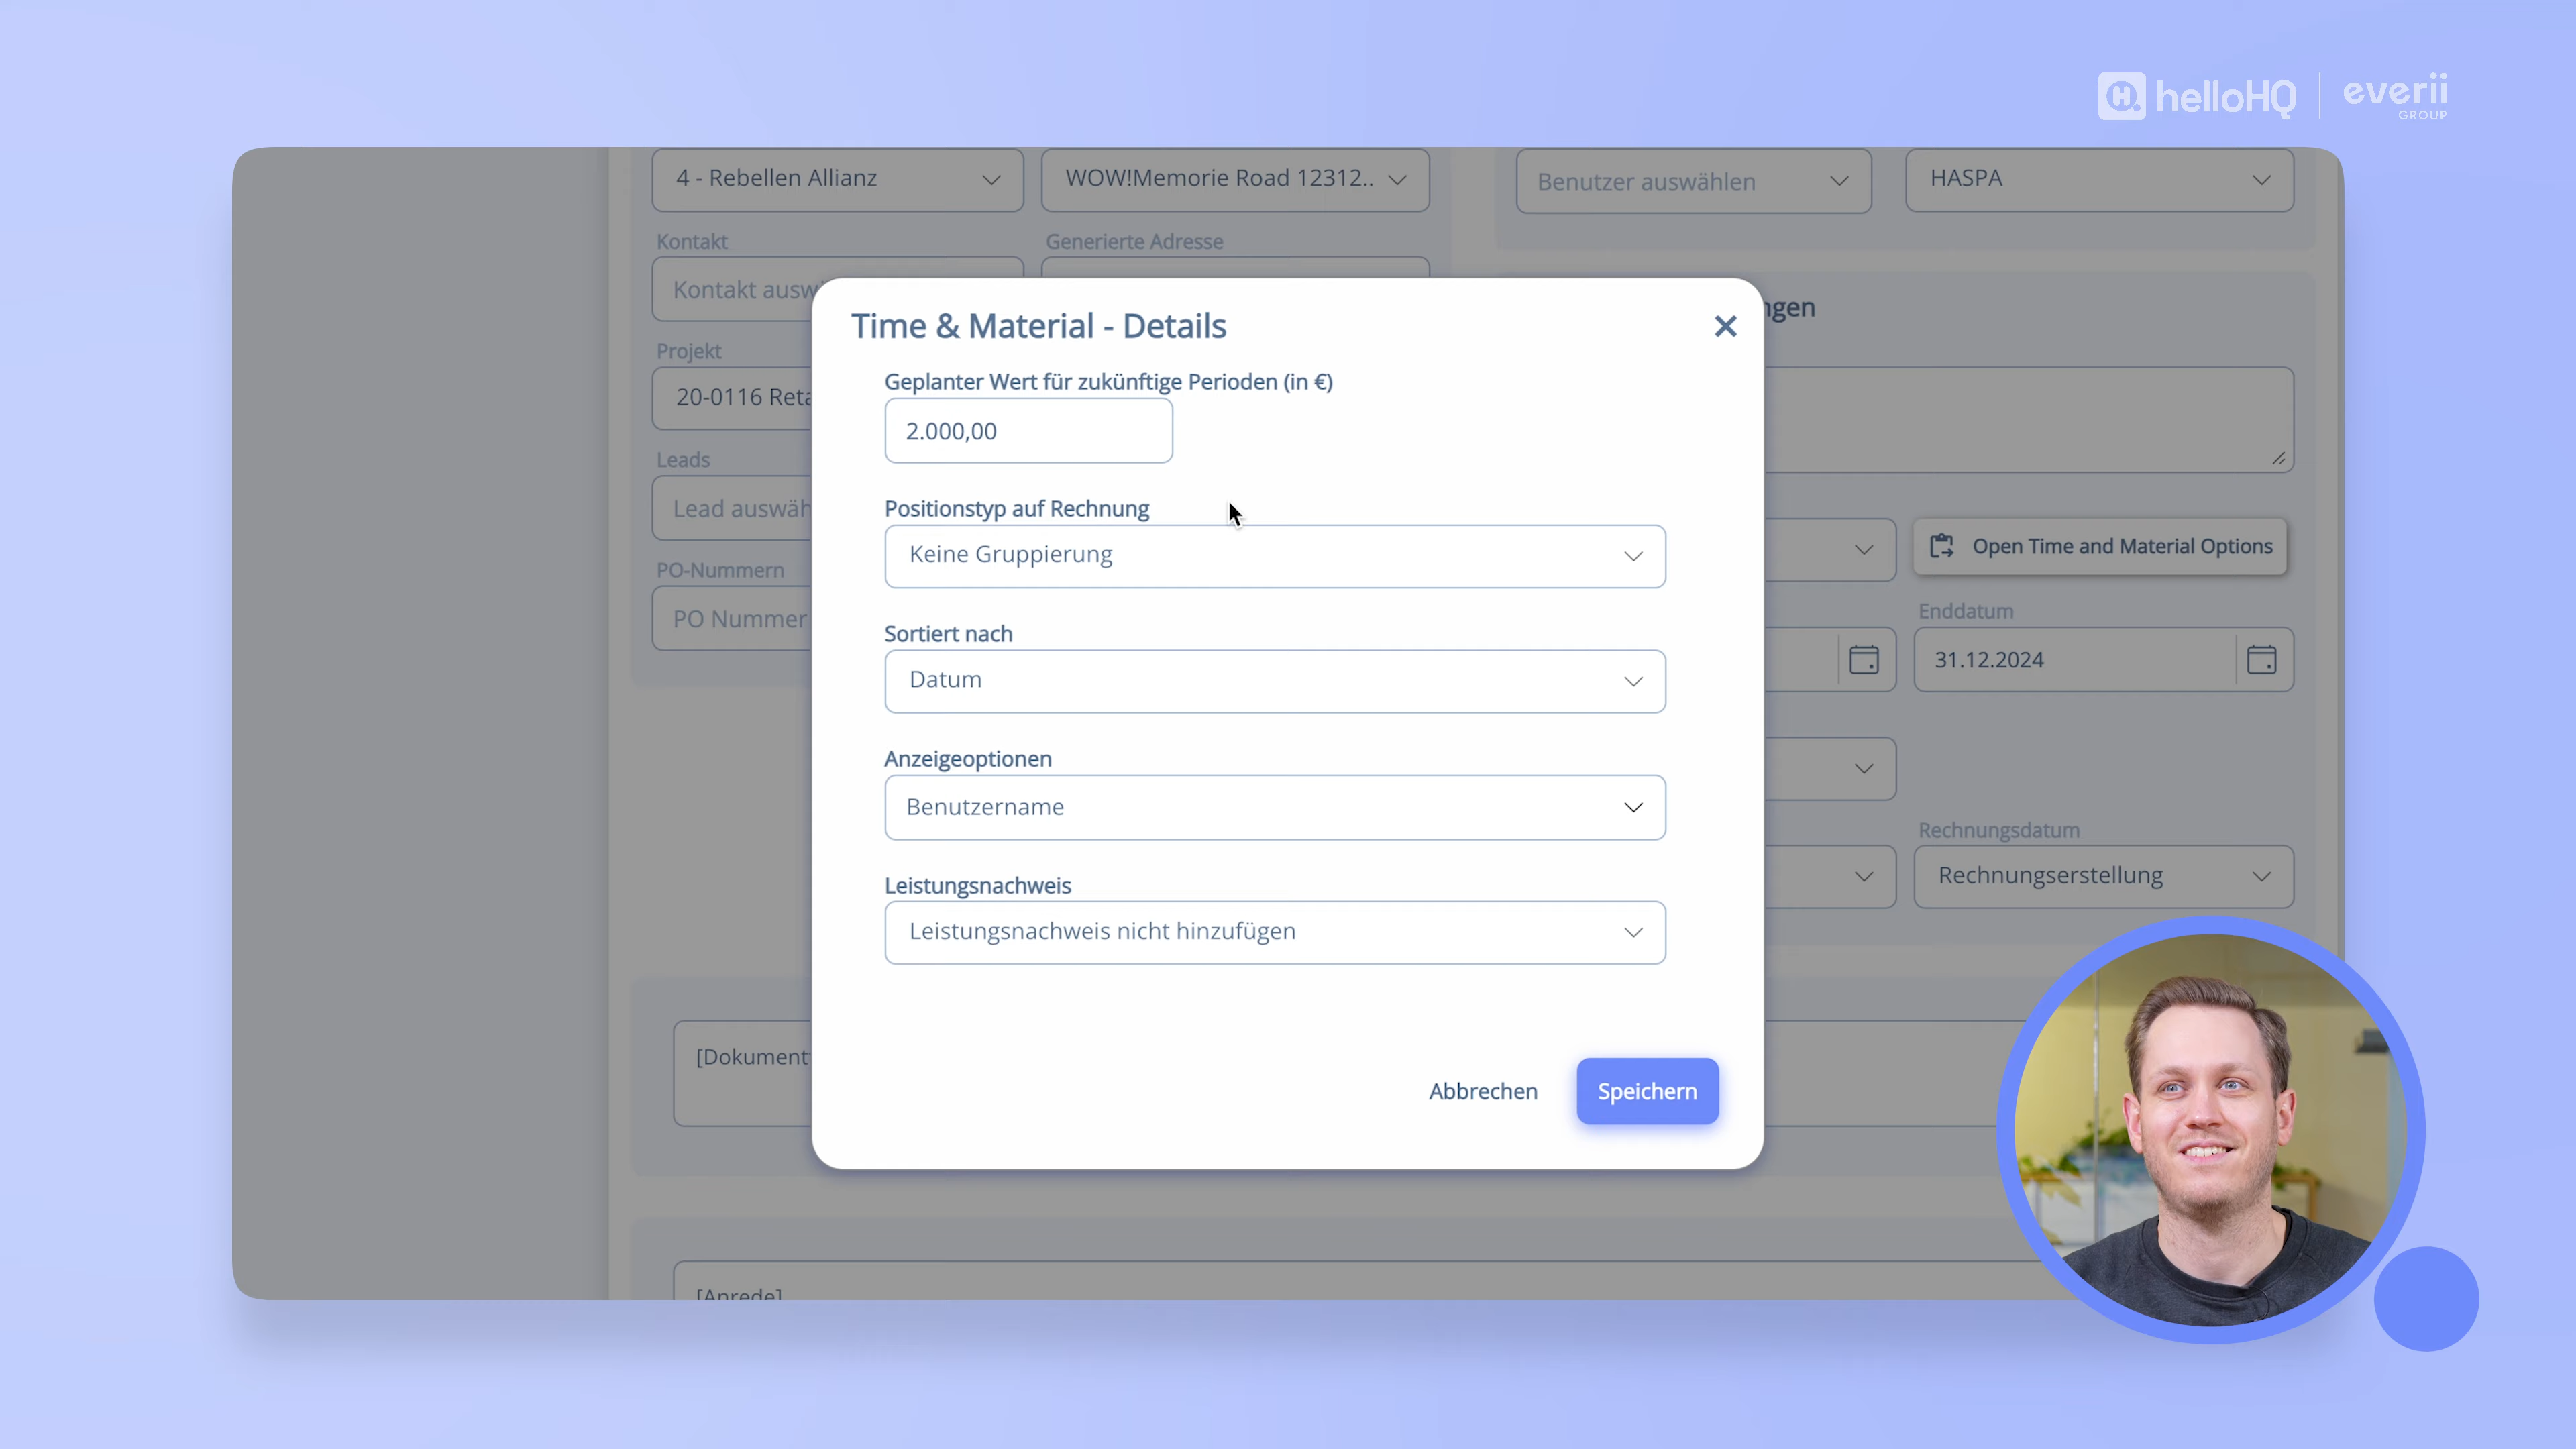 helloHQ
everii
GROUP
4 - Rebellen Allianz
WOW!Memorie Road 12312..
Benutzer auswählen
HASPA
Kontakt
Generierte Adresse
Kontakt ausw
ngen
Time & Material - Details
Projekt
20-0116 Reta
Geplanter Wert für zukünftige Perioden (in €)
2.000,00
Leads
Lead auswäh
Positionstyp auf Rechnung
Keine Gruppierung
Open Time and Material Options
PO-Nummern
PO Nummer
Enddatum
31.12.2024
Sortiert nach
Datum
Anzeigeoptionen
Benutzername
Rechnungsdatum
Rechnungserstellung
Leistungsnachweis
Leistungsnachweis nicht hinzufügen
[Dokument
Abbrechen
Speichern
[Anrede]